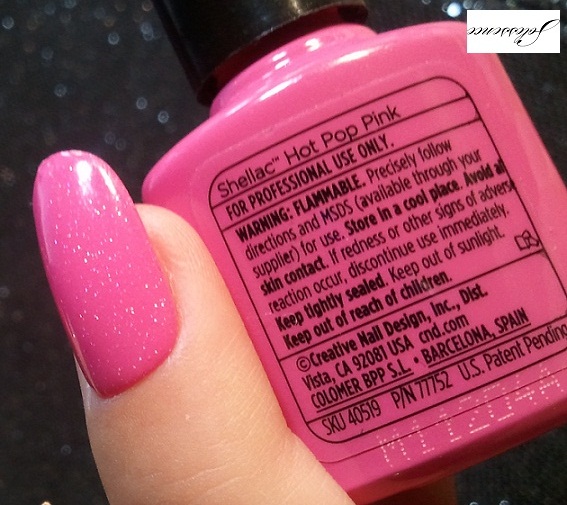 Jolessence
Shellac™ Hot Pop Pink
FOR PROFESSIONAL USE ONLY.
WARNING: FLAMMABLE. Precisely follow
directions and MSDS (available through your
supplier) for use. Store in a cool place. Avoid all
skin contact. If redness or other signs of adverse
reaction occur, discontinue use immediately.
Keep tightly sealed. Keep out of sunlight.
Keep out of reach of children.
©Creative Nail Design, Inc., Dist.
Vista, CA 92081 USA cnd.com
COLOMER BPP S.L • BARCELONA, SPAIN
SKU 40519 P/N 77752 U.S. Patent Pending
M11204A